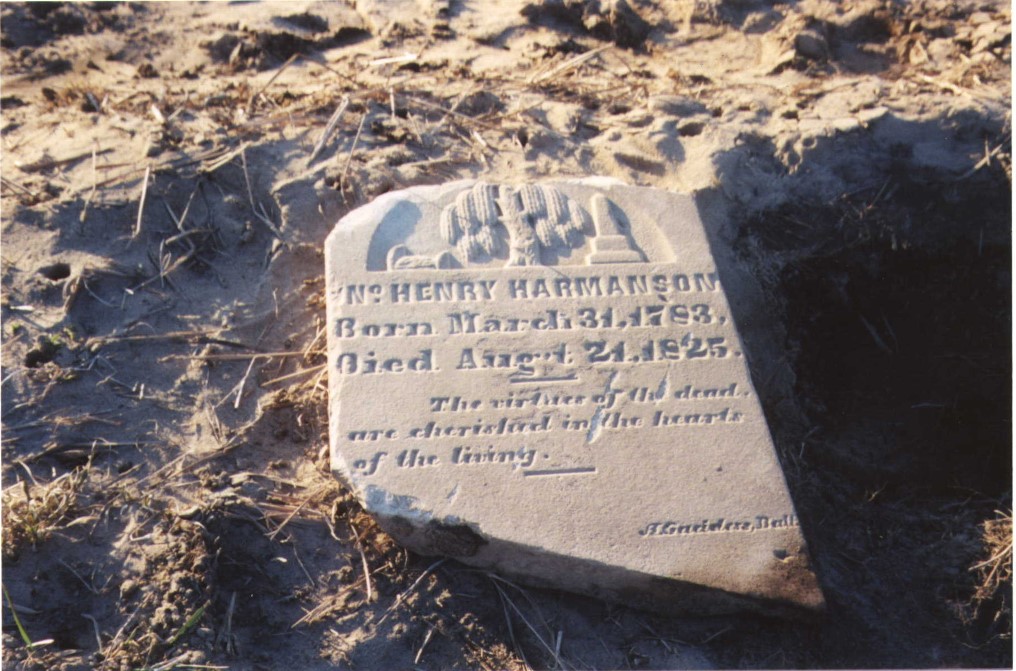 HENRY HARMANSON
Born March 31, 1783,
Died Aug't 21, 1825.
The virtues of the dead,
are cherished in the hearts
of the living.